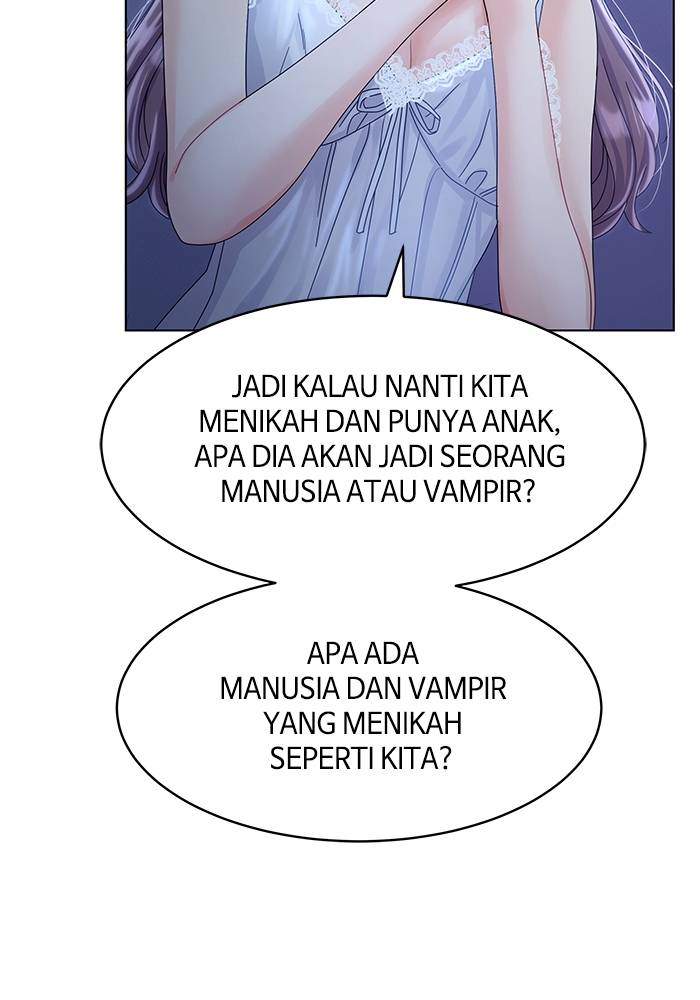 JADI KALAU NANTI KITA
MENIKAH DAN PUNYA ANAK,
APA DIA AKAN JADI SEORANG
MANUSIA ATAU VAMPIR?
APA ADA
MANUSIA DAN VAMPIR
YANG MENIKAH
SEPERTI KITA?